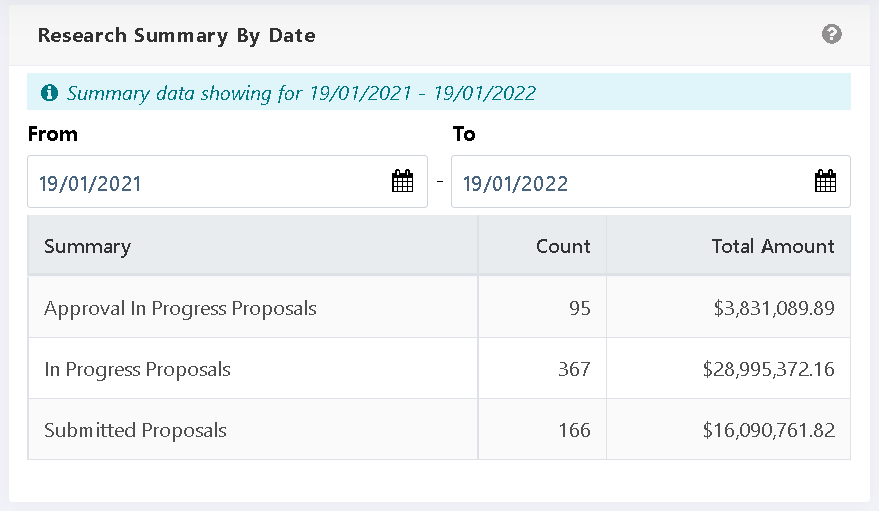 Research Summary By Date
?
Summary data showing for 19/01/2021 - 19/01/2022
From To
19/01/2021 - 19/01/2022
Summary Count Total Amount
Approval In Progress Proposals 95 $3,831,089.89
In Progress Proposals 367 $28,995,372.16
Submitted Proposals 166 $16,090,761.82